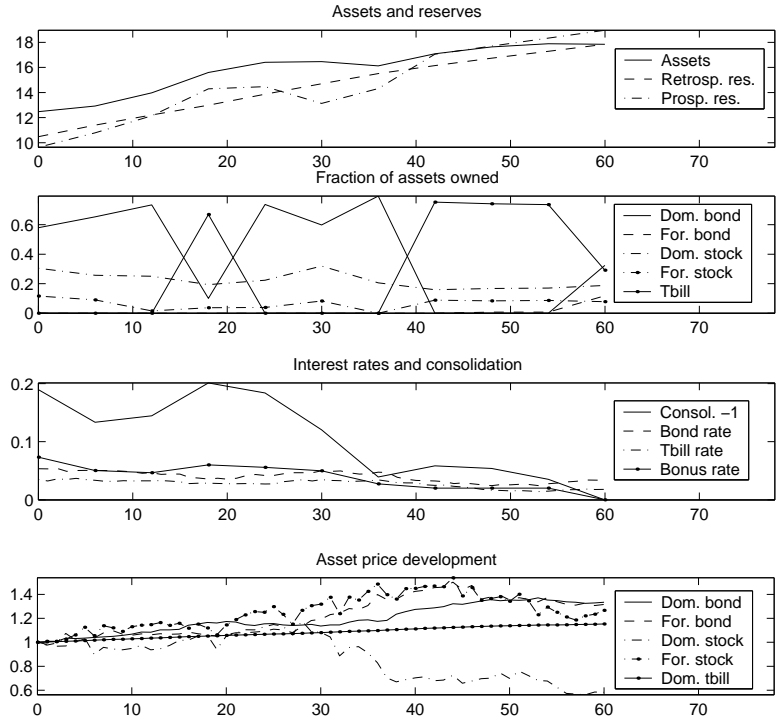 Assets and reserves
18
16
14
12
10
Assets
Retrosp. res.
Prosp. res.
0 10 20 30 40 50 60 70
Fraction of assets owned
0.6
0.4
0.2
0
Dom. bond
For. bond
Dom. stock
For. stock
Tbill
0 10 20 30 40 50 60 70
Interest rates and consolidation
0.2
0.1
0
Consol. −1
Bond rate
Tbill rate
Bonus rate
0 10 20 30 40 50 60 70
Asset price development
1.4
1.2
1
0.8
0.6
Dom. bond
For. bond
Dom. stock
For. stock
Dom. tbill
0 10 20 30 40 50 60 70